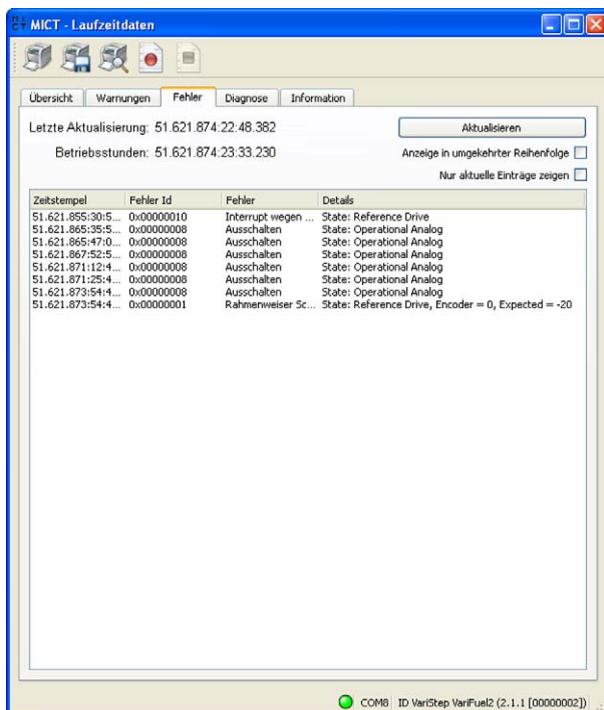 MICT - Laufzeitdaten
Übersicht Warnungen Fehler Diagnose Information
Letzte Aktualisierung: 51.621.874:22:48.382 Aktualisieren
Betriebsstunden: 51.621.874:23:33.230 Anzeige in umgekehrter Reihenfolge
Nur aktuelle Einträge zeigen
Zeitstempel Fehler Id Fehler Details
51.621.855:30:5... 0x00000010 Interrupt wegen ... State: Reference Drive
51.621.865:35:5... 0x00000008 Ausschalten State: Operational Analog
51.621.865:47:0... 0x00000008 Ausschalten State: Operational Analog
51.621.867:52:5... 0x00000008 Ausschalten State: Operational Analog
51.621.871:12:4... 0x00000008 Ausschalten State: Operational Analog
51.621.871:25:4... 0x00000008 Ausschalten State: Operational Analog
51.621.873:54:4... 0x00000008 Ausschalten State: Operational Analog
51.621.873:54:4... 0x00000001 Rahmenweiser Sc... State: Reference Drive, Encoder = 0, Expected = -20
COM8 ID VariStep VariFuel2 (2.1.1 [00000002])